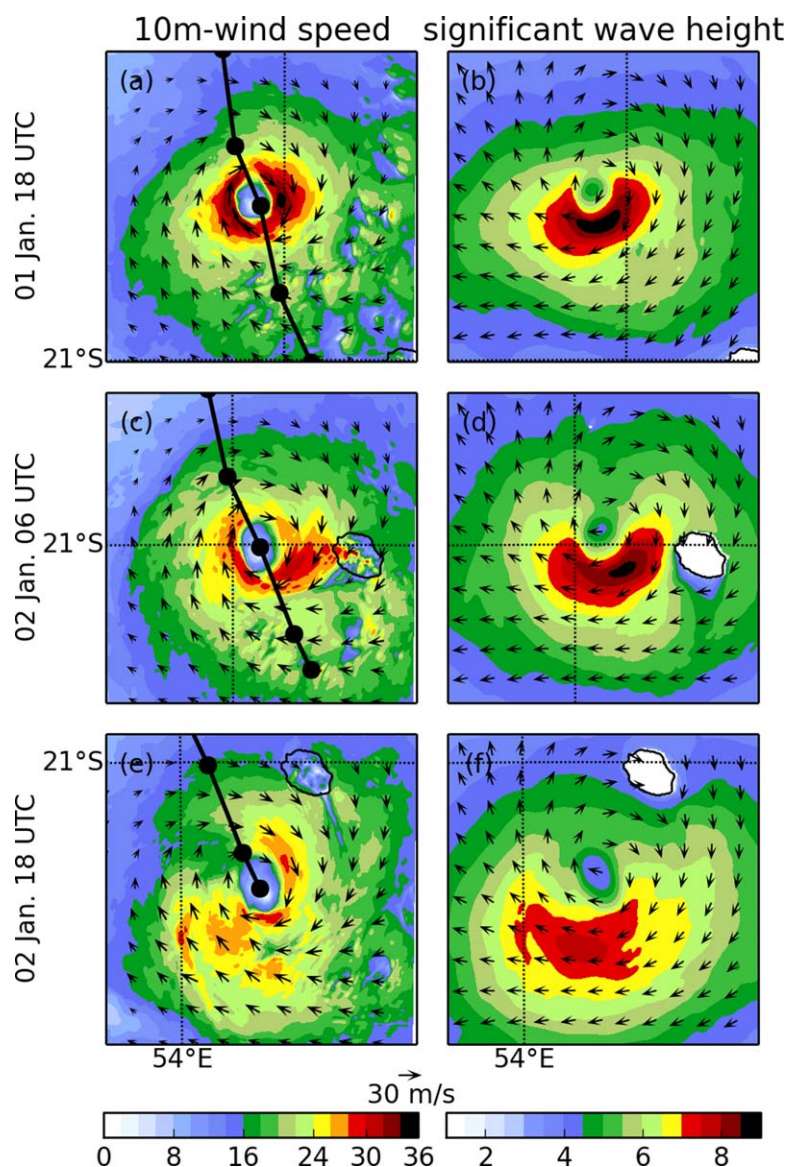 10m-wind speed significant wave height
01 Jan. 18 UTC
(a) (b)
21°S
02 Jan. 06 UTC
(c) (d)
21°S
02 Jan. 18 UTC
21°S
(e) (f)
54°E 54°E
30 m/s
0 8 16 24 30 36 2 4 6 8